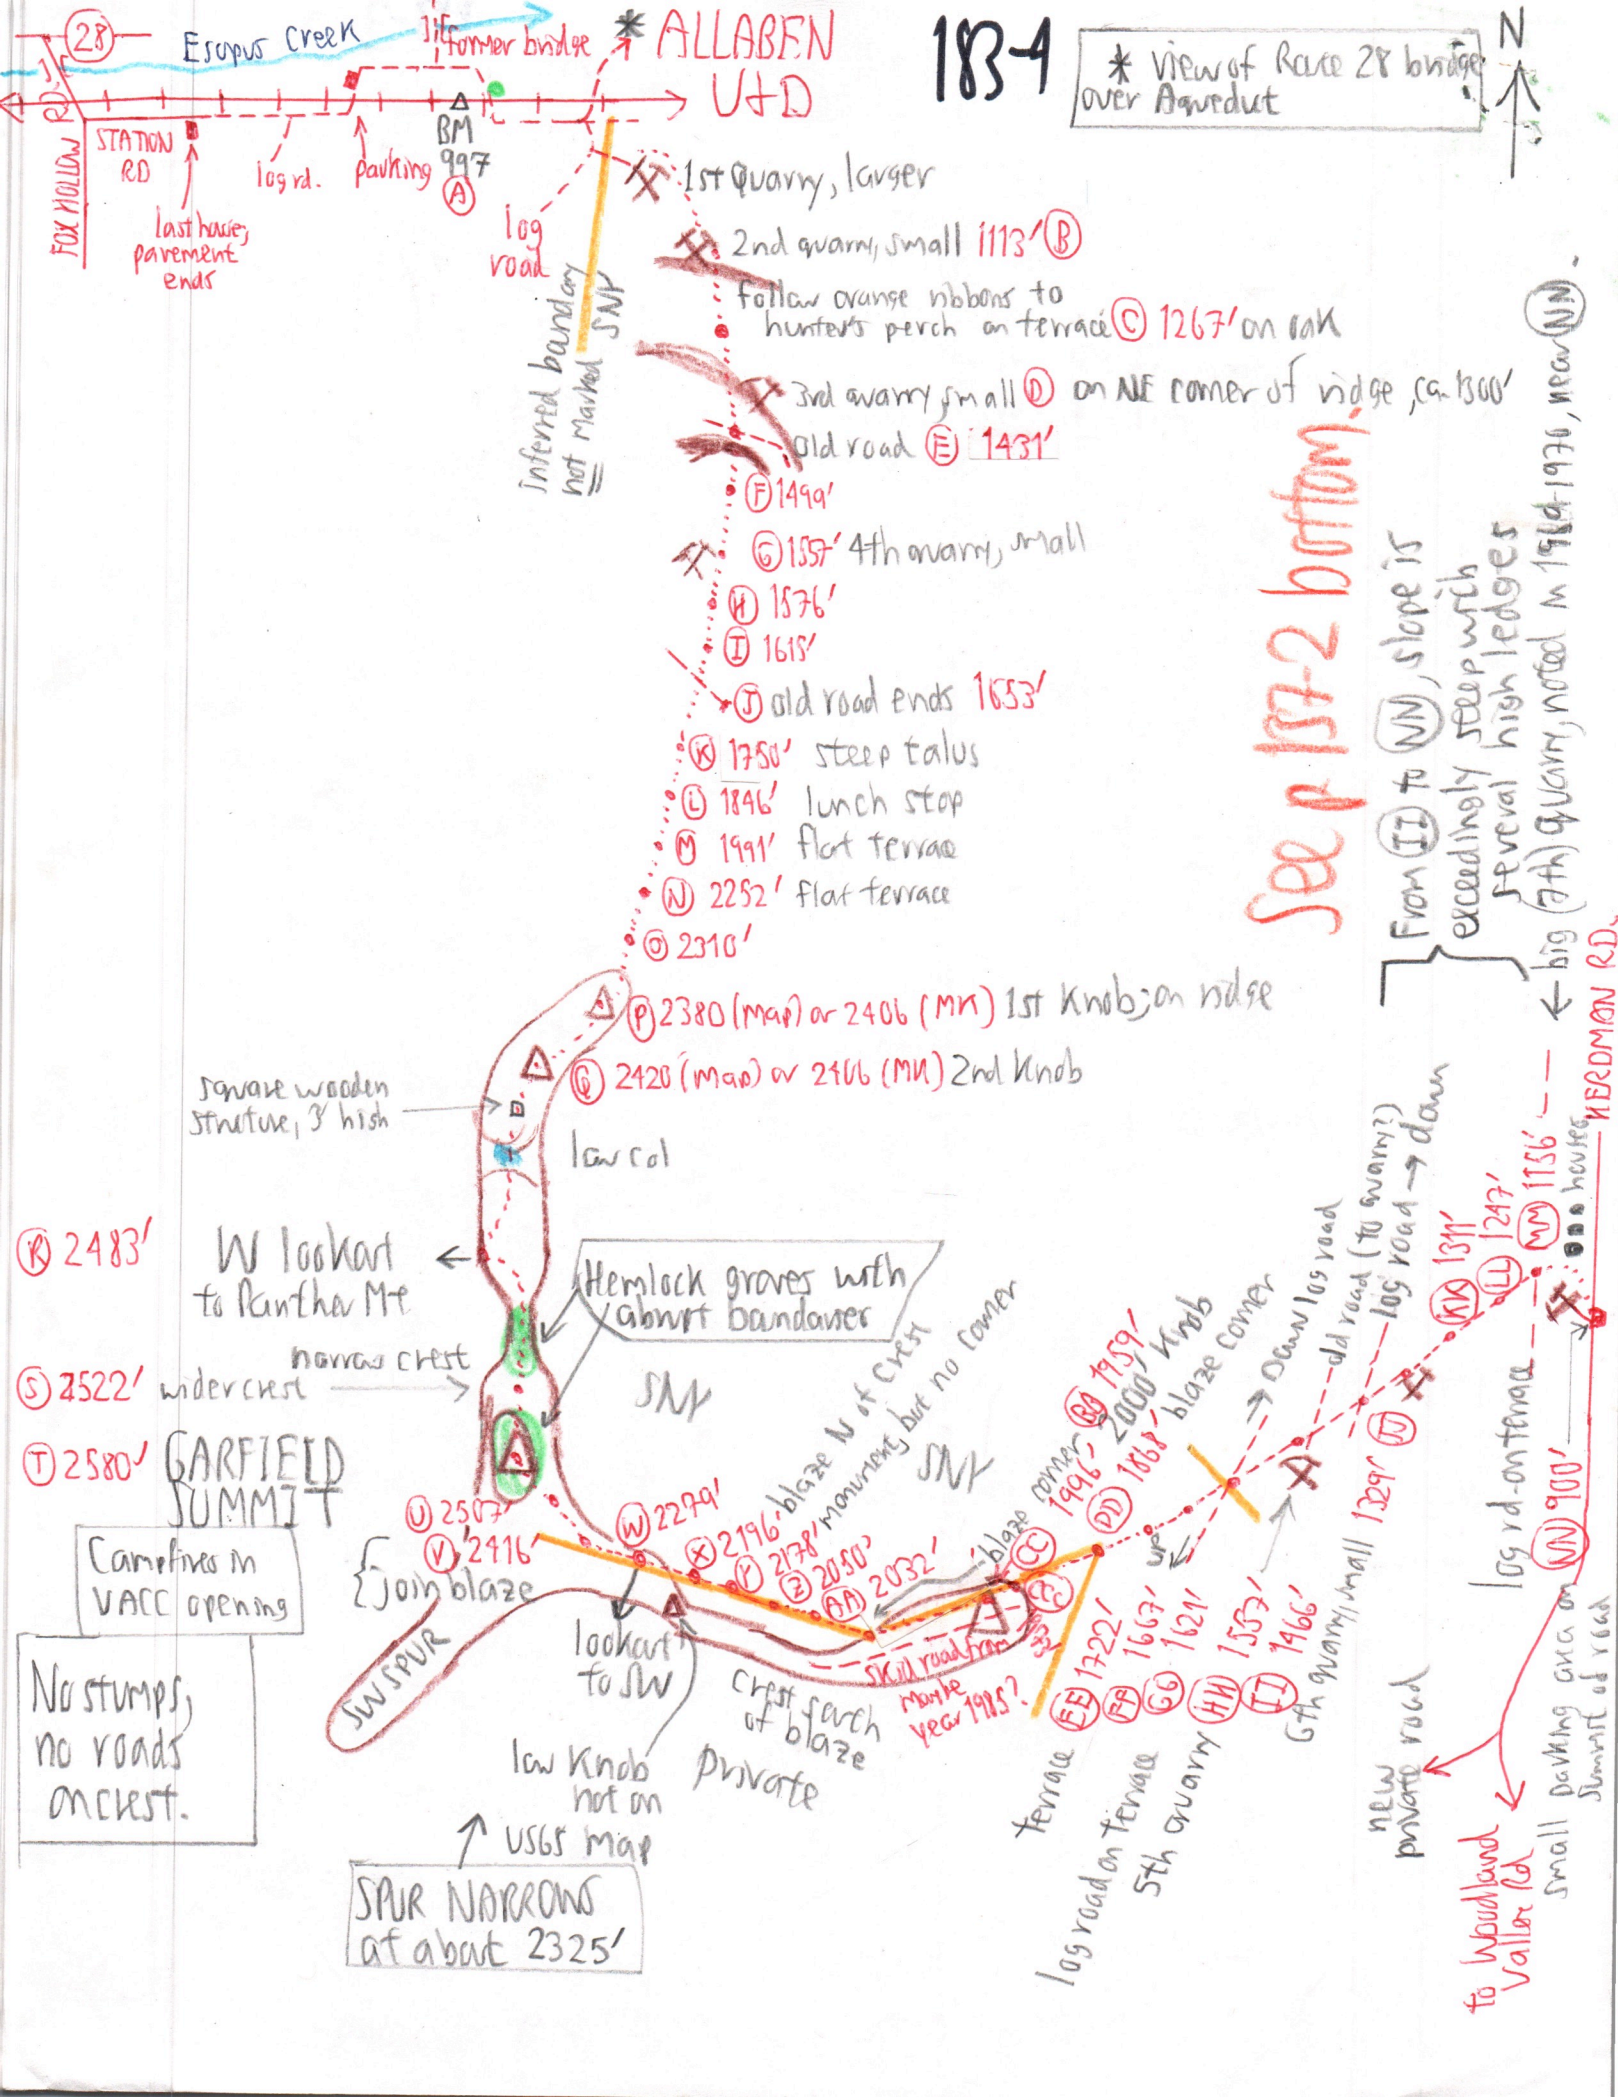 28
Esopus Creek
former bridge
* ALLABEN
U+D
183-4
* view of Route 28 bridge
over Aqueduct
N
FOX HOLLOW
RD
STATION
RD
last house;
pavement
ends
log rd.
parking
BM
997
A
log
road
inferred boundary
not marked SNY
1st Quarry, larger
2nd quarry, small 1113' B
follow orange ribbons to
hunter's perch on terrace C 1267' on oak
3rd quarry, small D on NE corner of ridge, ca. 1300'
old road E 1431'
F 1499'
G 1557' 4th quarry, small
H 1576'
I 1615'
J old road ends 1653'
K 1750' steep talus
L 1846' lunch stop
M 1991' flat terrace
N 2252' flat terrace
O 2310'
P 2380 (map) or 2406 (MK) 1st Knob; on ridge
Q 2420 (map) or 2406 (MK) 2nd Knob
square wooden
structure, 3' high
low col
R 2483'
W lookout
to Panther Mt
Hemlock groves with
abrupt boundaries
narrow crest
S 2522' wider crest
T 2580' GARFIELD
SUMMIT
U 2507'
V 2416'
join blaze
Campfires in
VACC opening
No stumps,
no roads
on crest.
SW SPUR
SNY
SNY
W 2279'
X 2196' blaze N of crest
Y 2178' monument, but no corner
Z 2050'
AA 2032'
blaze corner
BB 1959'
CC 1996' 2000' Knob
CC
DD 1868' blaze corner
lookout
to SW
low Knob
not on
USGS map
crest south
of blaze
Private
skid road from
maybe
year 1985?
SPUR NARROWS
at about 2325'
EE 1722'
terrace
FF 1667'
log road on terrace
GG 1621'
HH 1557'
5th quarry
II 1466'
6th quarry, small 1329' JJ
up
→ Down log road
old road (to quarry?)
log road → down
KK 1311'
LL 1247'
MM 1156'
houses
HERDMAN RD.
log rd on terrace
NN 900'
small parking area on
summit of road
new
private road
to Woodland
Valley Rd
See p 157-2 bottom.
From II to NN, slope is
exceedingly steep with
several high ledges
← big (7th) quarry, noted in 1969-1970, near NN.